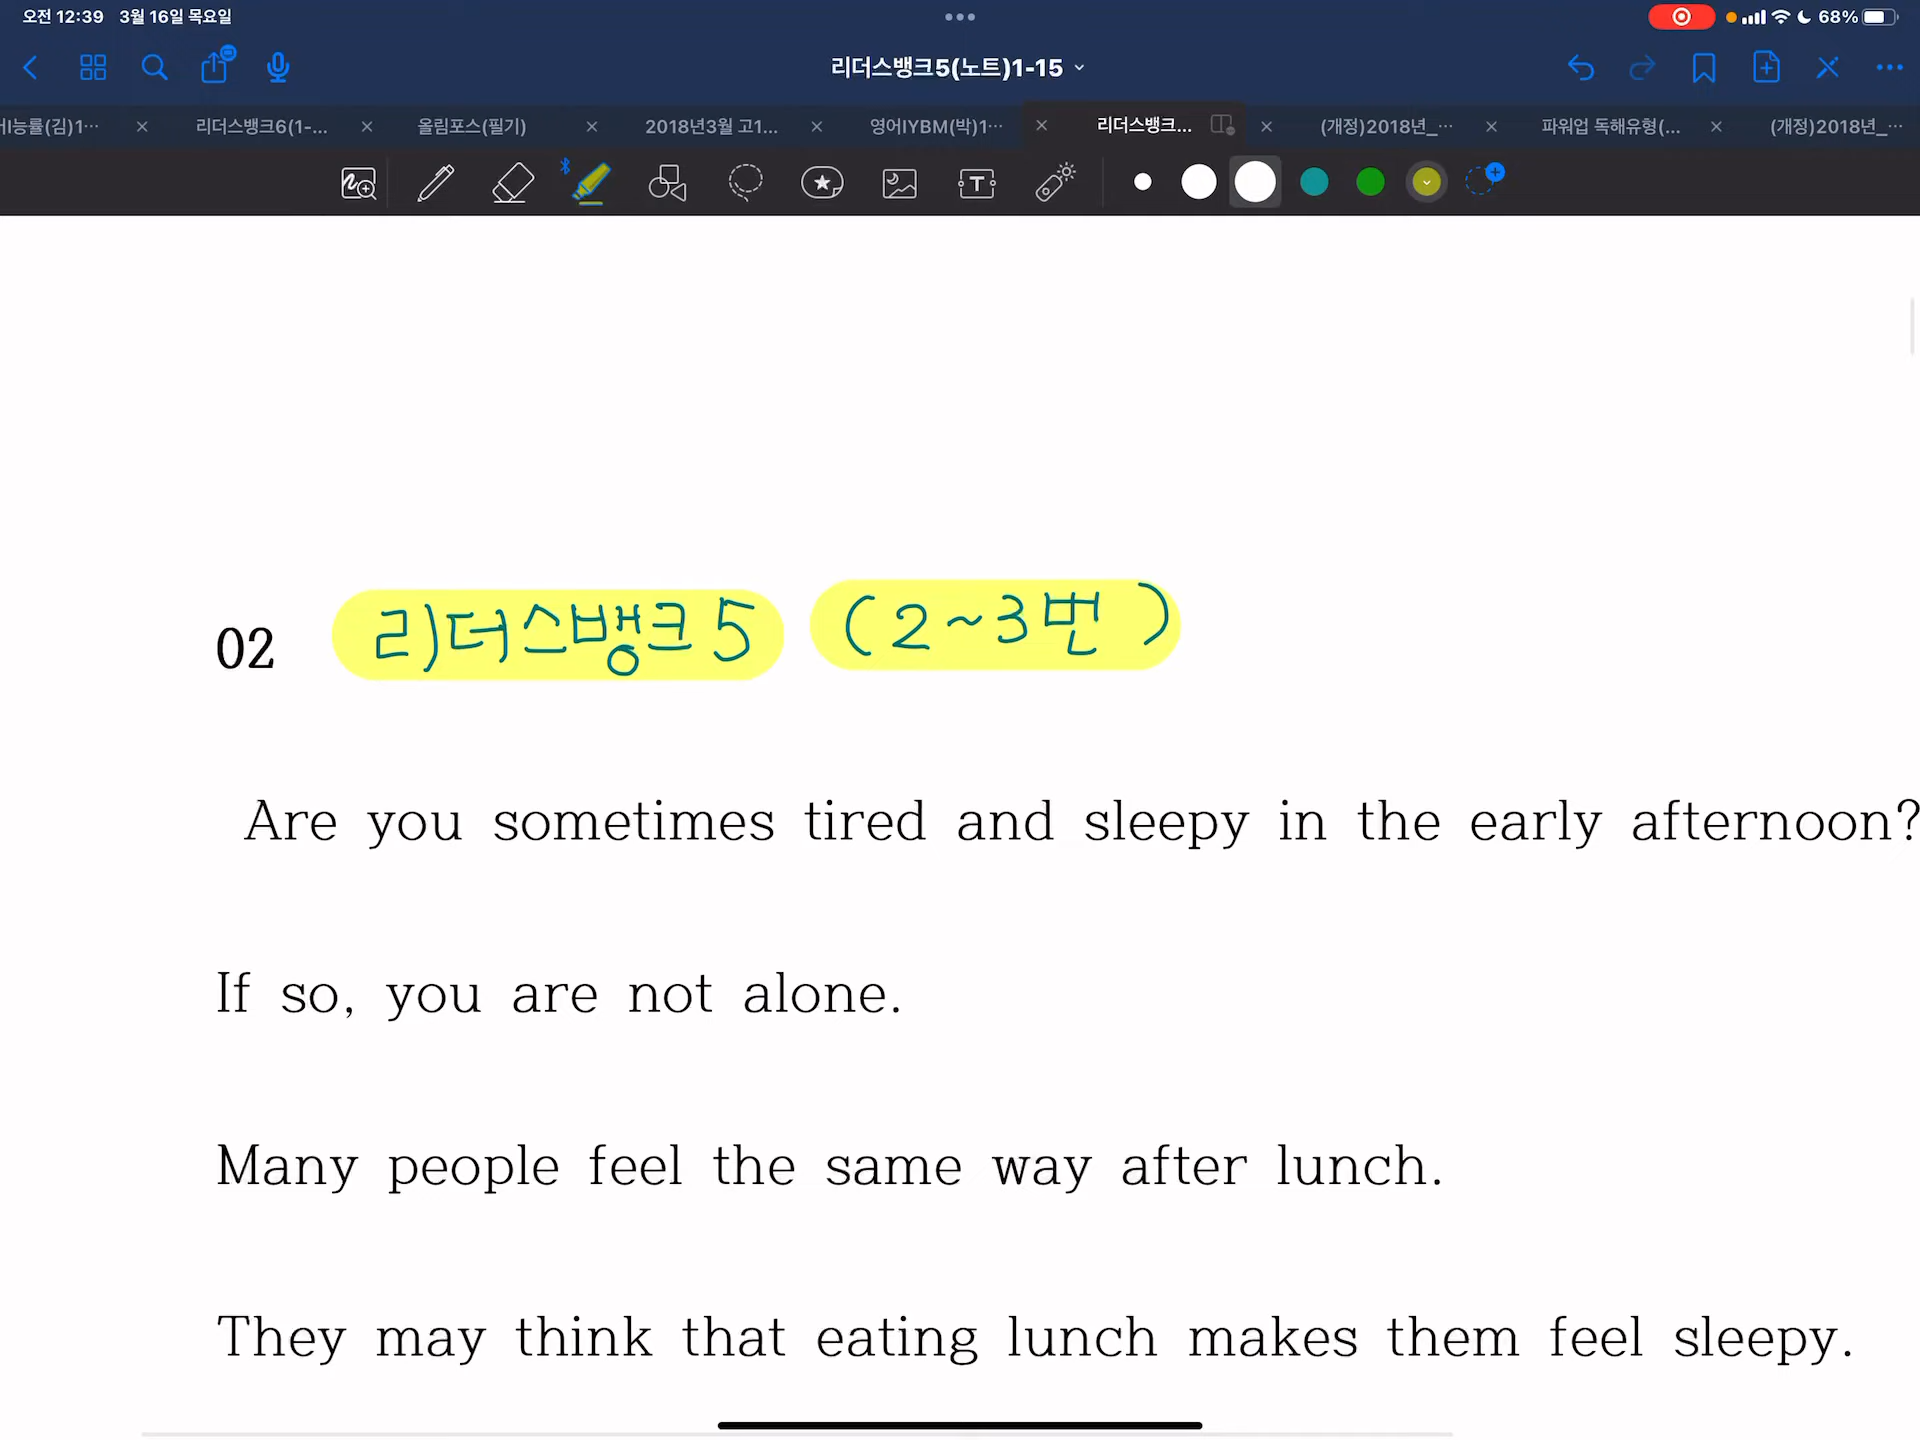 오전 12:39 3월 16일 목요일 68%
리더스뱅크5(노트)1-15
리더스뱅크6(1-... 올림포스(필기) 2018년3월 고1... 영어IYBM(박)1... 리더스뱅크... (개정)2018년_... 파워업 독해유형(... (개정)2018년_...
02 리더스뱅크 5 (2~3번)
Are you sometimes tired and sleepy in the early afternoon?
If so, you are not alone.
Many people feel the same way after lunch.
They may think that eating lunch makes them feel sleepy.